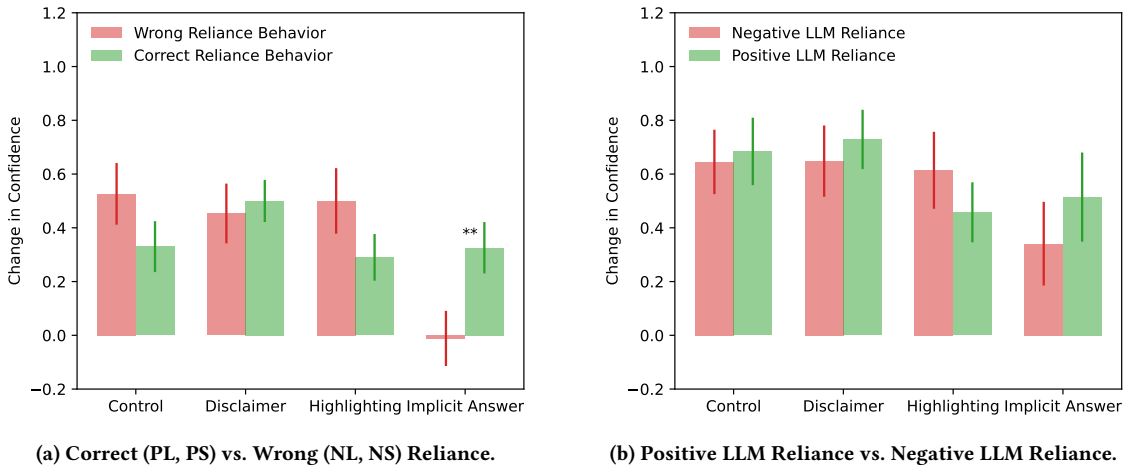 1.2
1.0
0.8
0.6
0.4
0.2
0.0
−0.2
Change in Confidence
Wrong Reliance Behavior
Correct Reliance Behavior
**
Control Disclaimer Highlighting Implicit Answer
(a) Correct (PL, PS) vs. Wrong (NL, NS) Reliance.
1.2
1.0
0.8
0.6
0.4
0.2
0.0
−0.2
Change in Confidence
Negative LLM Reliance
Positive LLM Reliance
Control Disclaimer Highlighting Implicit Answer
(b) Positive LLM Reliance vs. Negative LLM Reliance.